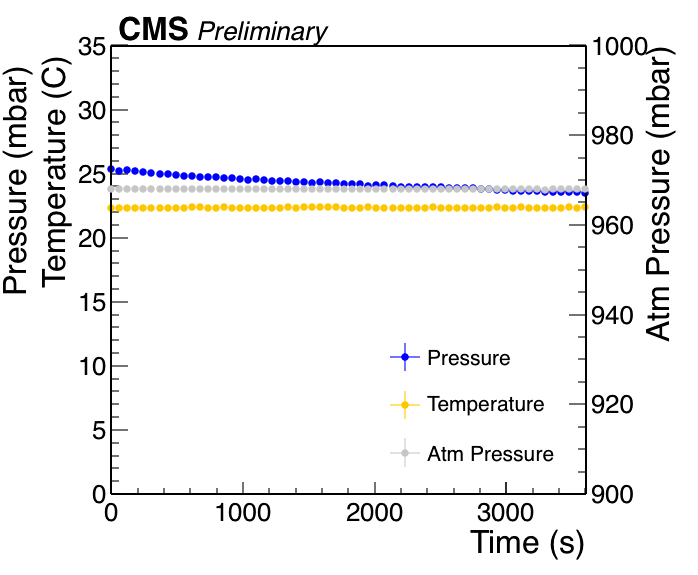 CMS Preliminary
Pressure (mbar)
Temperature (C)
35
30
25
20
15
10
5
0
0
1000
2000
3000
Time (s)
1000
980
960
940
920
900
Atm Pressure (mbar)
Pressure
Temperature
Atm Pressure